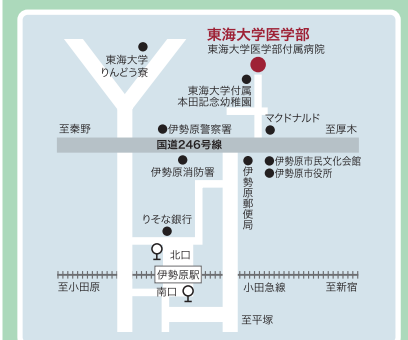 東海大学医学部
東海大学医学部付属病院
東海大学
りんどう寮
東海大学付属
本田記念幼稚園
マクドナルド
至秦野
伊勢原警察署
至厚木
国道246号線
伊勢原消防署
伊勢原郵便局
伊勢原市民文化会館
伊勢原市役所
りそな銀行
北口
伊勢原駅
至小田原
南口
小田急線
至新宿
至平塚